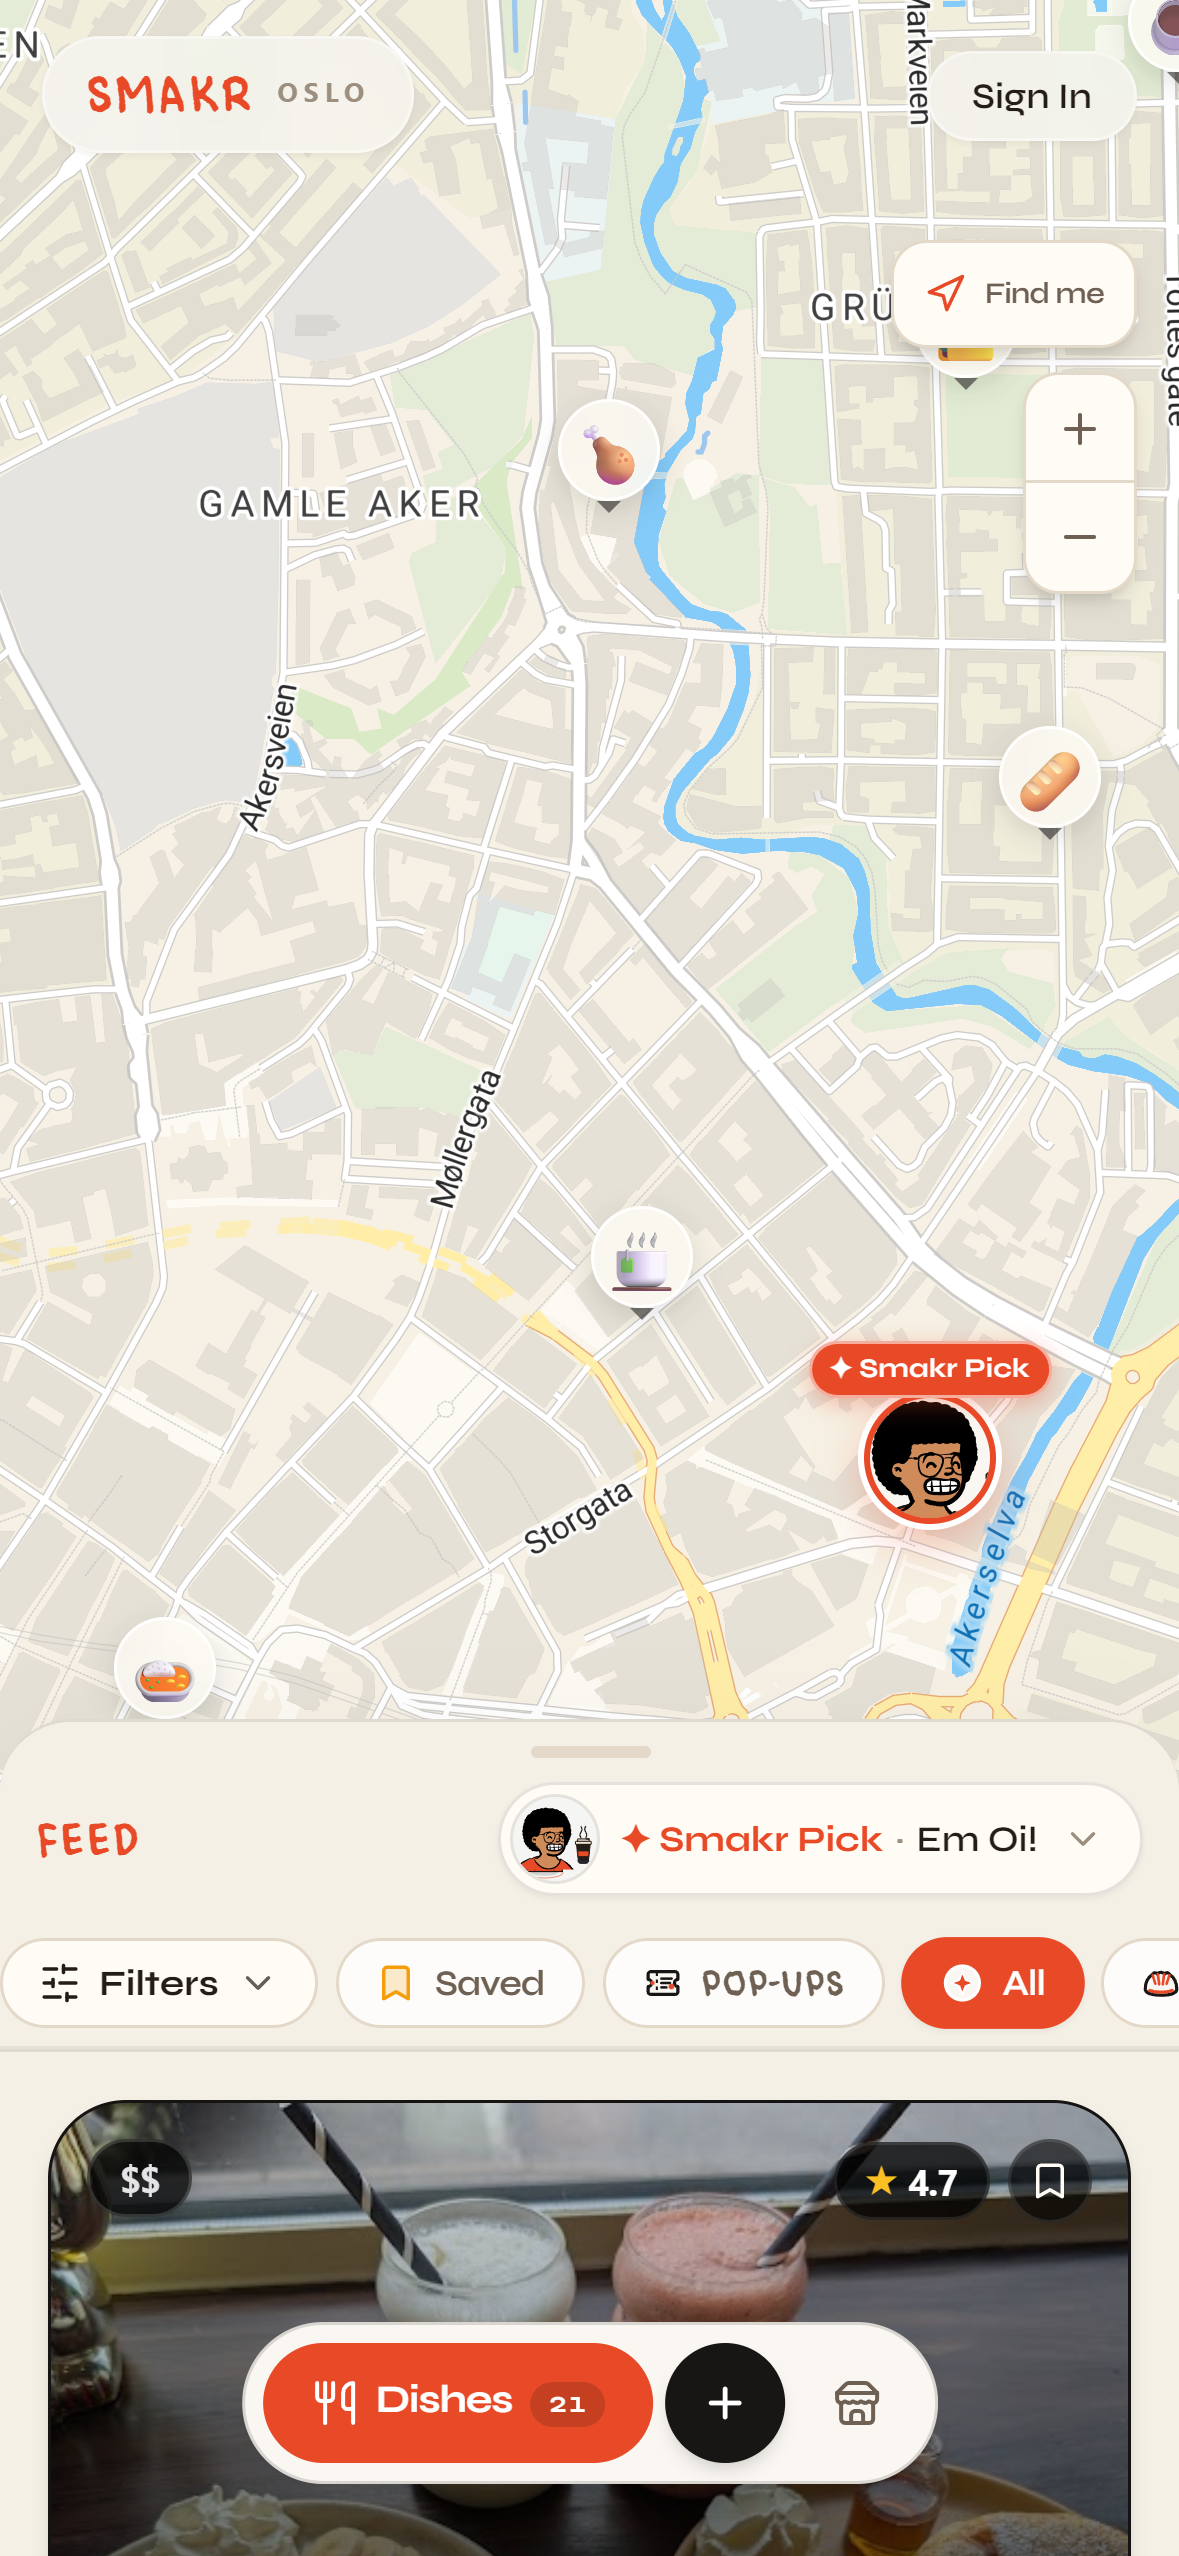 EN
SMAKR OSLO
Markveien
Sign In
GRÜ
Find me
GAMLE AKER
Akersveien
Møllergata
✦ Smakr Pick
Storgata
Akerselva
FEED
✦ Smakr Pick · Em Oi!
Filters
Saved
POP-UPS
All
$$
★ 4.7
Dishes 21